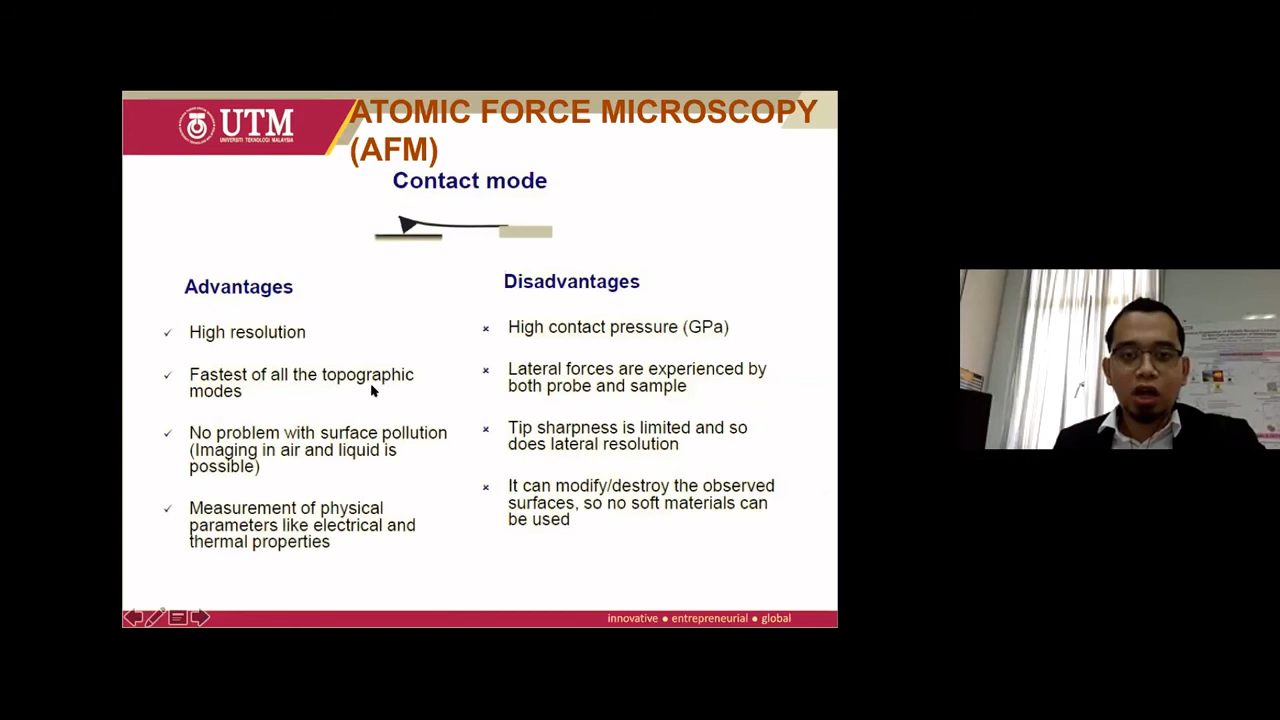 UTM
UNIVERSITI TEKNOLOGI MALAYSIA
ATOMIC FORCE MICROSCOPY
(AFM)
Contact mode
Advantages
High resolution
Fastest of all the topographic
modes
No problem with surface pollution
(Imaging in air and liquid is
possible)
Measurement of physical
parameters like electrical and
thermal properties
Disadvantages
High contact pressure (GPa)
Lateral forces are experienced by
both probe and sample
Tip sharpness is limited and so
does lateral resolution
It can modify/destroy the observed
surfaces, so no soft materials can
be used
innovative ● entrepreneurial ● global